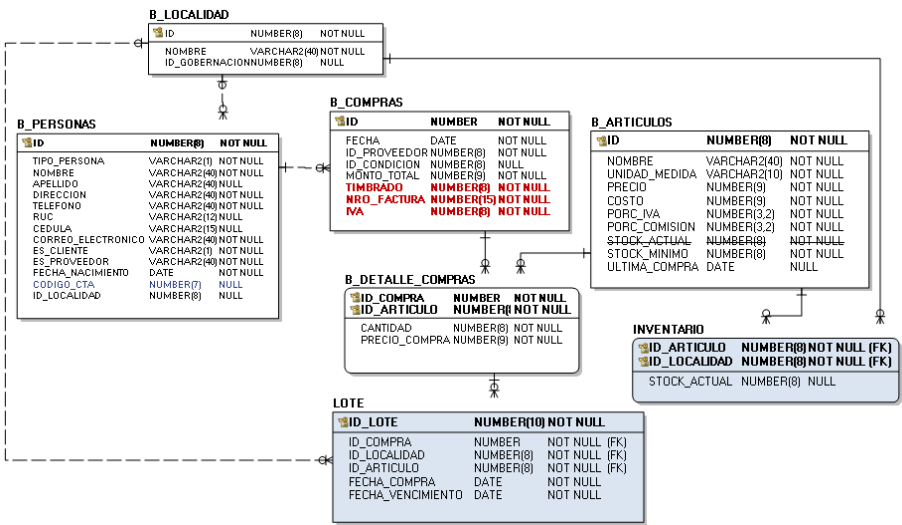 B_LOCALIDAD
ID NUMBER(8) NOT NULL
NOMBRE VARCHAR2(40) NOT NULL
ID_GOBERNACION NUMBER(8) NULL
B_PERSONAS
ID NUMBER(8) NOT NULL
TIPO_PERSONA VARCHAR2(1) NOT NULL
NOMBRE VARCHAR2(40) NOT NULL
APELLIDO VARCHAR2(40) NULL
DIRECCION VARCHAR2(40) NOT NULL
TELEFONO VARCHAR2(40) NOT NULL
RUC VARCHAR2(12) NULL
CEDULA VARCHAR2(15) NULL
CORREO_ELECTRONICO VARCHAR2(40) NOT NULL
ES_CLIENTE VARCHAR2(1) NOT NULL
ES_PROVEEDOR VARCHAR2(40) NOT NULL
FECHA_NACIMIENTO DATE NOT NULL
CODIGO_CTA NUMBER(7) NULL
ID_LOCALIDAD NUMBER(8) NULL
B_COMPRAS
ID NUMBER NOT NULL
FECHA DATE NOT NULL
ID_PROVEEDOR NUMBER(8) NOT NULL
ID_CONDICION NUMBER(8) NULL
MONTO_TOTAL NUMBER(9) NOT NULL
TIMBRADO NUMBER(8) NOT NULL
NRO_FACTURA NUMBER(15) NOT NULL
IVA NUMBER(8) NOT NULL
B_ARTICULOS
ID NUMBER(8) NOT NULL
NOMBRE VARCHAR2(40) NOT NULL
UNIDAD_MEDIDA VARCHAR2(10) NOT NULL
PRECIO NUMBER(9) NOT NULL
COSTO NUMBER(9) NOT NULL
PORC_IVA NUMBER(3,2) NOT NULL
PORC_COMISION NUMBER(3,2) NOT NULL
STOCK_ACTUAL NUMBER(8) NOT NULL
STOCK_MINIMO NUMBER(8) NOT NULL
ULTIMA_COMPRA DATE NULL
B_DETALLE_COMPRAS
ID_COMPRA NUMBER NOT NULL
ID_ARTICULO NUMBER(8 NOT NULL
CANTIDAD NUMBER(8) NOT NULL
PRECIO_COMPRA NUMBER(9) NOT NULL
INVENTARIO
ID_ARTICULO NUMBER(8) NOT NULL (FK)
ID_LOCALIDAD NUMBER(8) NOT NULL (FK)
STOCK_ACTUAL NUMBER(8) NULL
LOTE
ID_LOTE NUMBER(10) NOT NULL
ID_COMPRA NUMBER NOT NULL (FK)
ID_LOCALIDAD NUMBER(8) NOT NULL (FK)
ID_ARTICULO NUMBER(8) NOT NULL (FK)
FECHA_COMPRA DATE NOT NULL
FECHA_VENCIMIENTO DATE NOT NULL